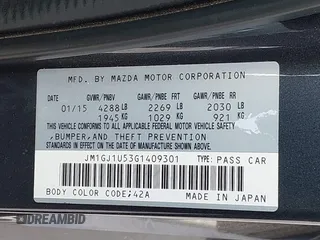 MFD. BY MAZDA MOTOR CORPORATION
01/15 GVWR/PNBV 4288 LB 1945 KG GAWR/PNBE FRT 2269 LB 1029 KG GAWR/PNBE RR 2030 LB 921 KG
THIS VEHICLE CONFORMS TO ALL APPLICABLE FEDERAL MOTOR VEHICLE SAFETY
,BUMPER,AND THEFT PREVENTION STANDARDS IN EFFECT ON THE DATE OF MANUFACTURE SHOWN ABOVE.
JM1GJ1U53G1409301 TYPE:PASS CAR
BODY COLOR CODE:42A MADE IN JAPAN
DREAMBID